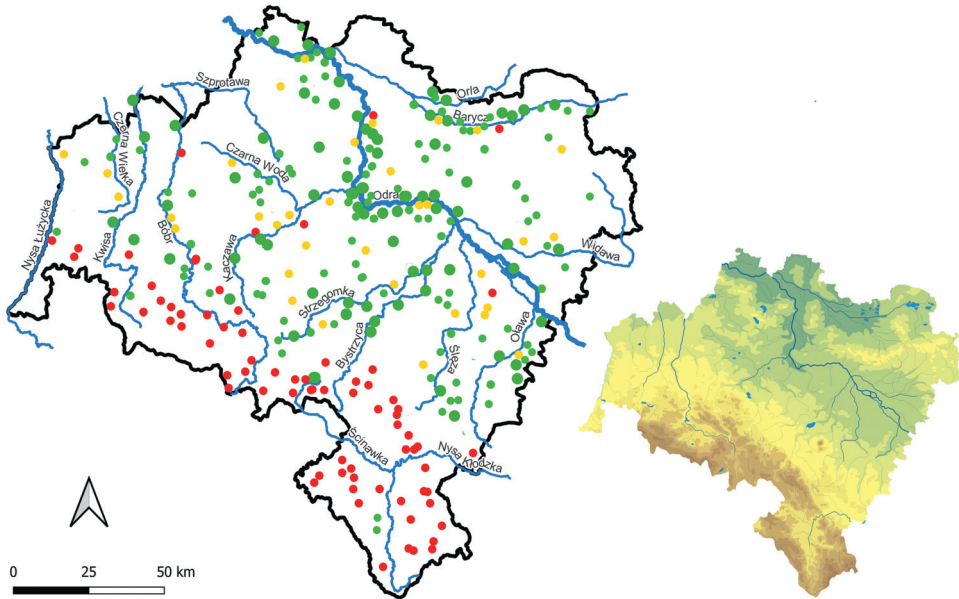 Szprotawa
Orla
Barycz
Czerna Wielka
Czarna Woda
Odra
Nysa Łużycka
Kwisa
Bóbr
Kaczawa
Widawa
Strzegomka
Bystrzyca
Ślęza
Oława
Ścinawka
Nysa Kłodzka
0 25 50 km